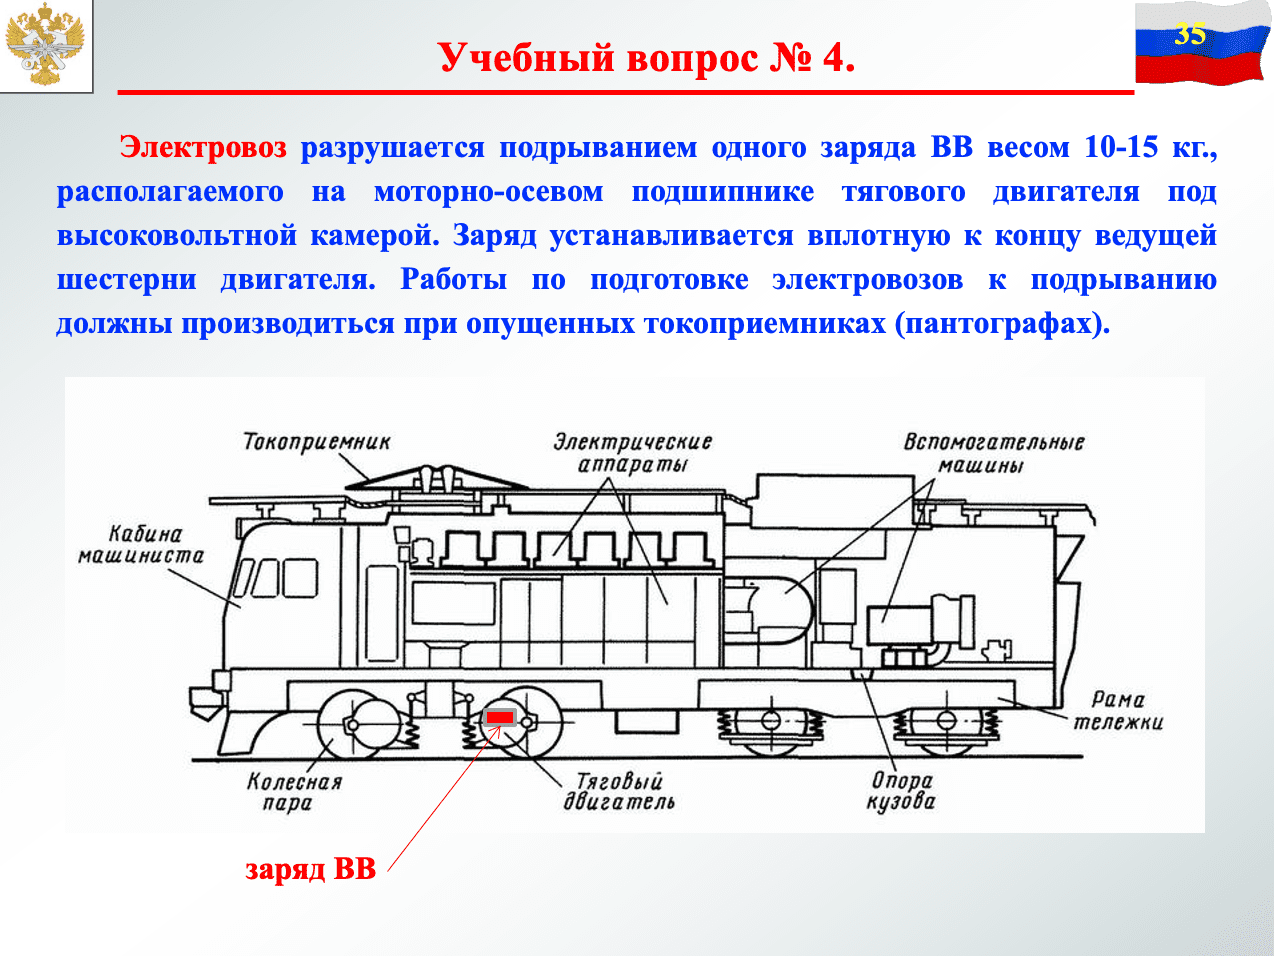 35
Учебный вопрос № 4.
Электровоз разрушается подрыванием одного заряда ВВ весом 10-15 кг.,
располагаемого на моторно-осевом подшипнике тягового двигателя под
высоковольтной камерой. Заряд устанавливается вплотную к концу ведущей
шестерни двигателя. Работы по подготовке электровозов к подрыванию
должны производиться при опущенных токоприемниках (пантографах).
Токоприемник
Электрические
аппараты
Вспомогательные
машины
Кабина
машиниста
Рама
тележки
Колесная
пара
Тяговый
двигатель
Опора
кузова
заряд ВВ